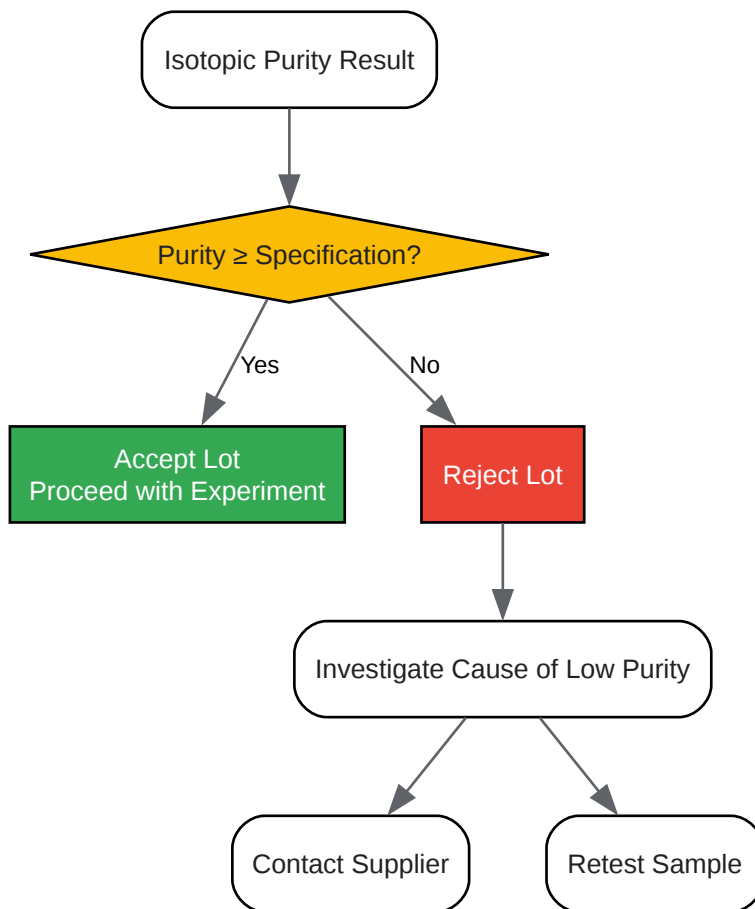 Isotopic Purity Result
Purity ≥ Specification?
Yes
No
Accept Lot
Proceed with Experiment
Reject Lot
Investigate Cause of Low Purity
Contact Supplier
Retest Sample